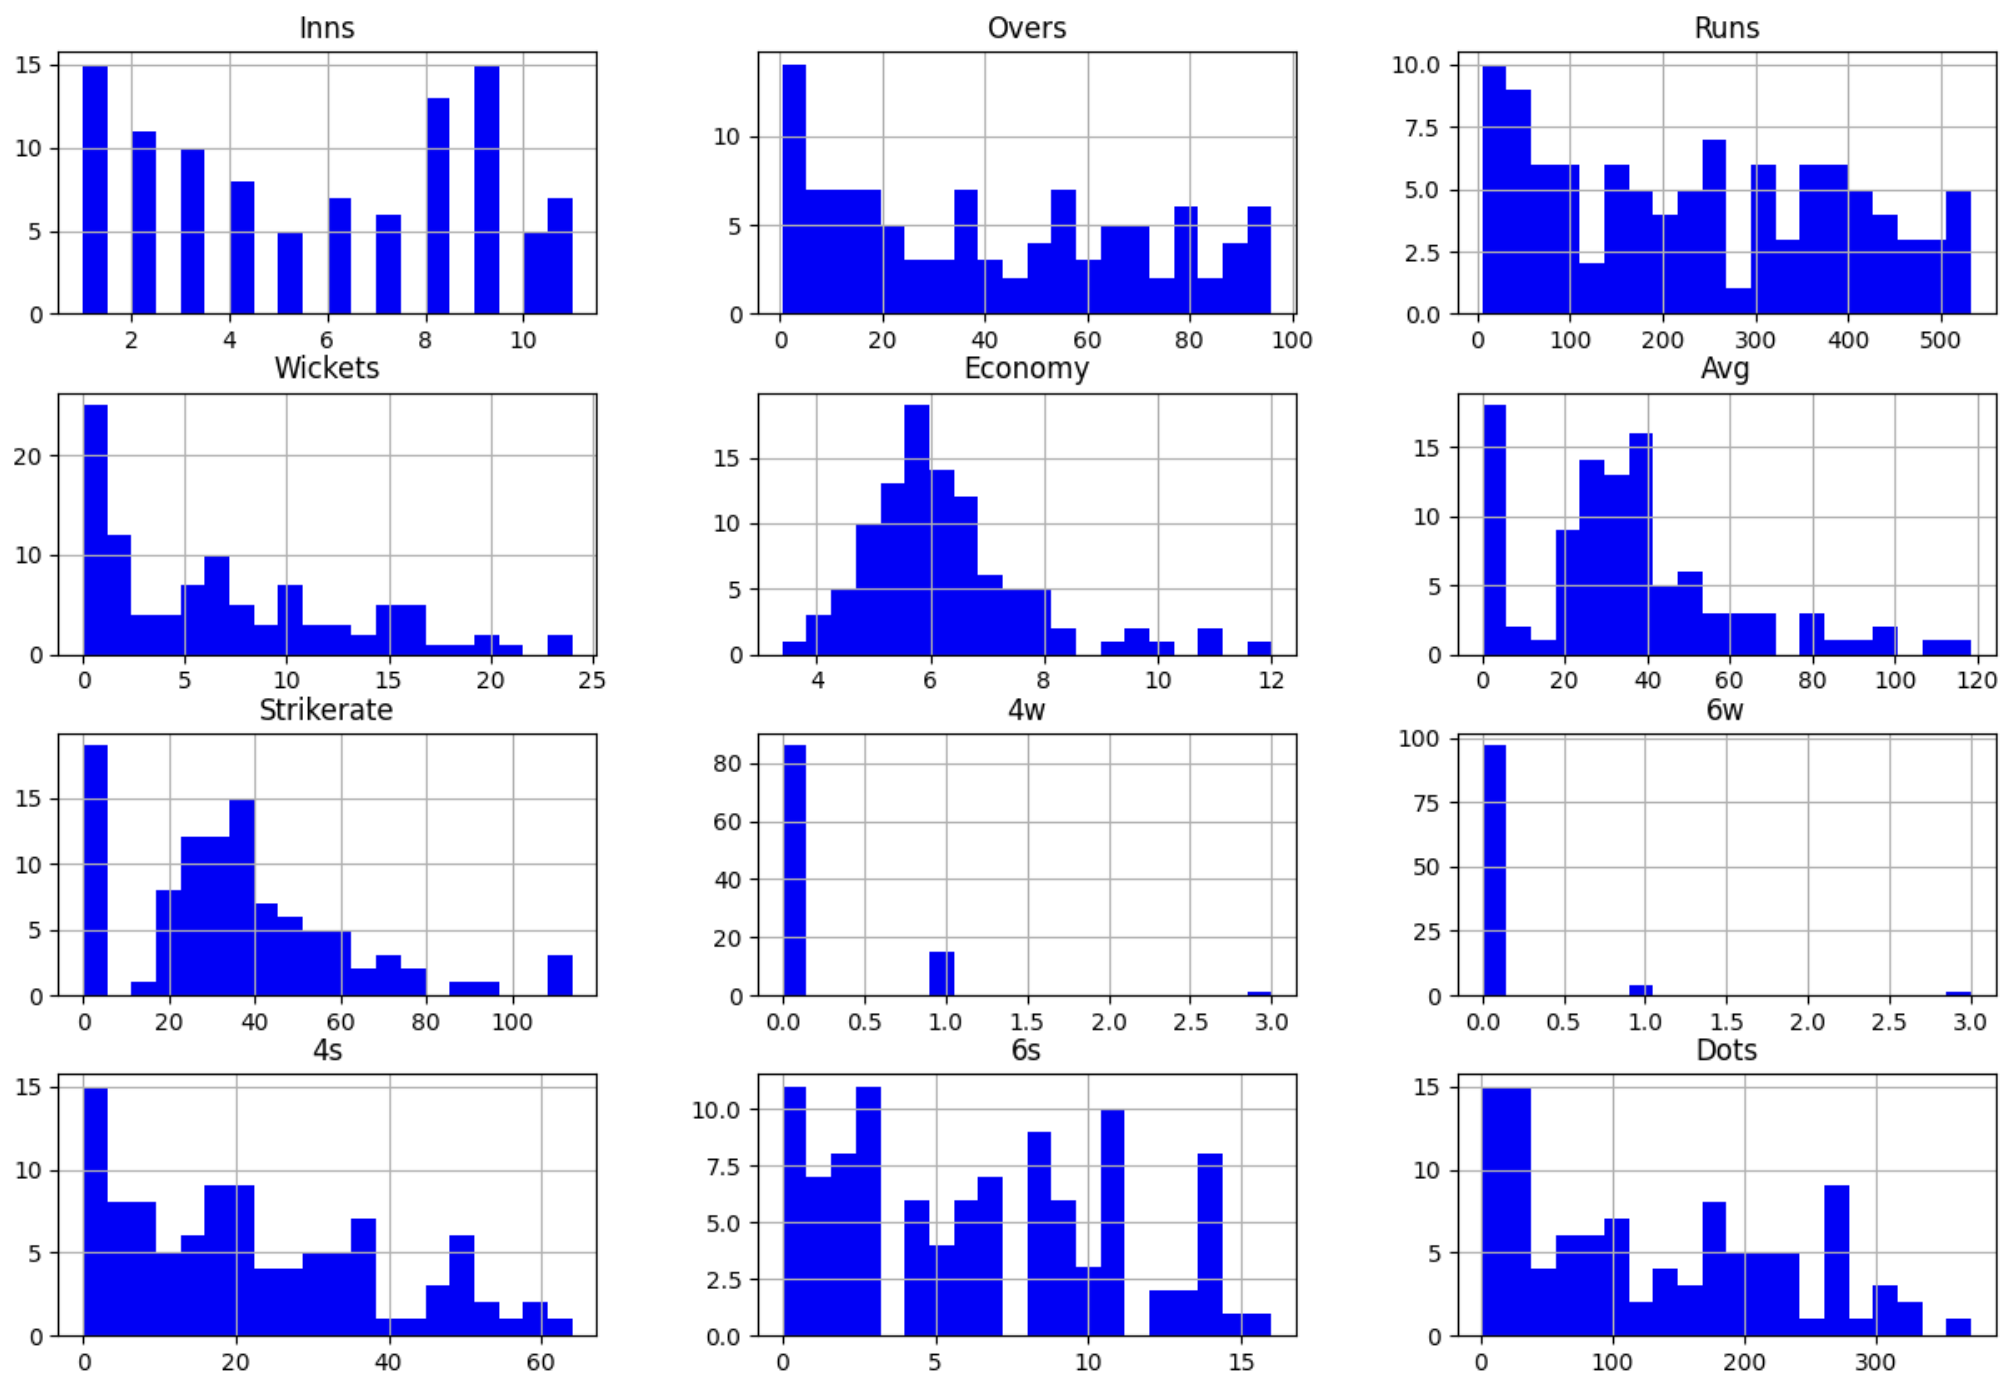 Inns Overs Runs
15 10 5 0
10 5 0
10.0 7.5 5.0 2.5 0.0
2 4 6 8 10
0 20 40 60 80 100
0 100 200 300 400 500
Wickets Economy Avg
20 10 0
15 10 5 0
15 10 5 0
0 5 10 15 20 25
4 6 8 10 12
0 20 40 60 80 100 120
Strikerate 4w 6w
15 10 5 0
80 60 40 20 0
100 75 50 25 0
0 20 40 60 80 100
0.0 0.5 1.0 1.5 2.0 2.5 3.0
0.0 0.5 1.0 1.5 2.0 2.5 3.0
4s 6s Dots
15 10 5 0
10.0 7.5 5.0 2.5 0.0
15 10 5 0
0 20 40 60
0 5 10 15
0 100 200 300